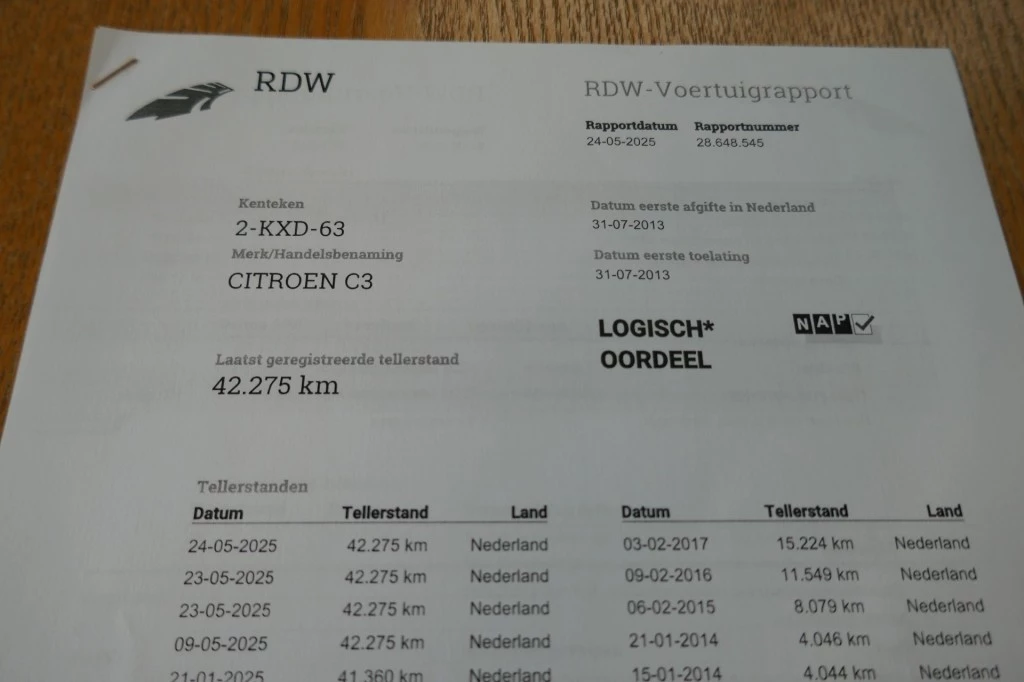 RDW
RDW-Voertuigrapport
Rapportdatum Rapportnummer
24-05-2025 28.648.545
Kenteken
2-KXD-63
Merk/Handelsbenaming
CITROEN C3
Datum eerste afgifte in Nederland
31-07-2013
Datum eerste toelating
31-07-2013
Laatst geregistreerde tellerstand
42.275 km
LOGISCH*
OORDEEL
NAP
Tellerstanden
Datum Tellerstand Land Datum Tellerstand Land
24-05-2025 42.275 km Nederland 03-02-2017 15.224 km Nederland
23-05-2025 42.275 km Nederland 09-02-2016 11.549 km Nederland
23-05-2025 42.275 km Nederland 06-02-2015 8.079 km Nederland
09-05-2025 42.275 km Nederland 21-01-2014 4.046 km Nederland
21-01-2025 41.360 km Nederland 15-01-2014 4.044 km Nederland